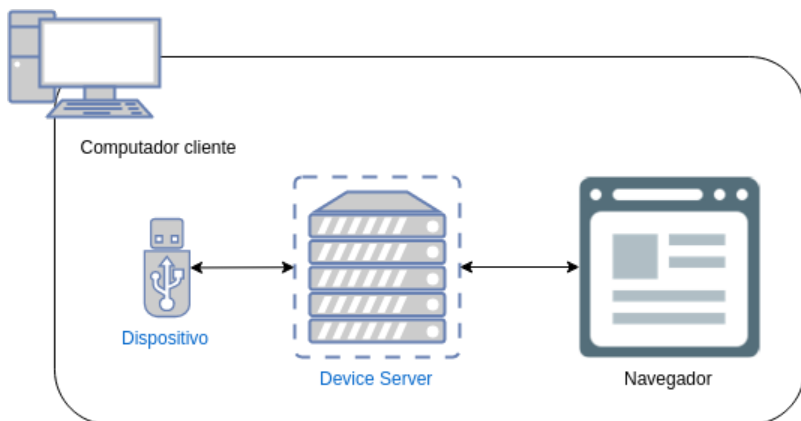 Computador cliente
Dispositivo
Device Server
Navegador